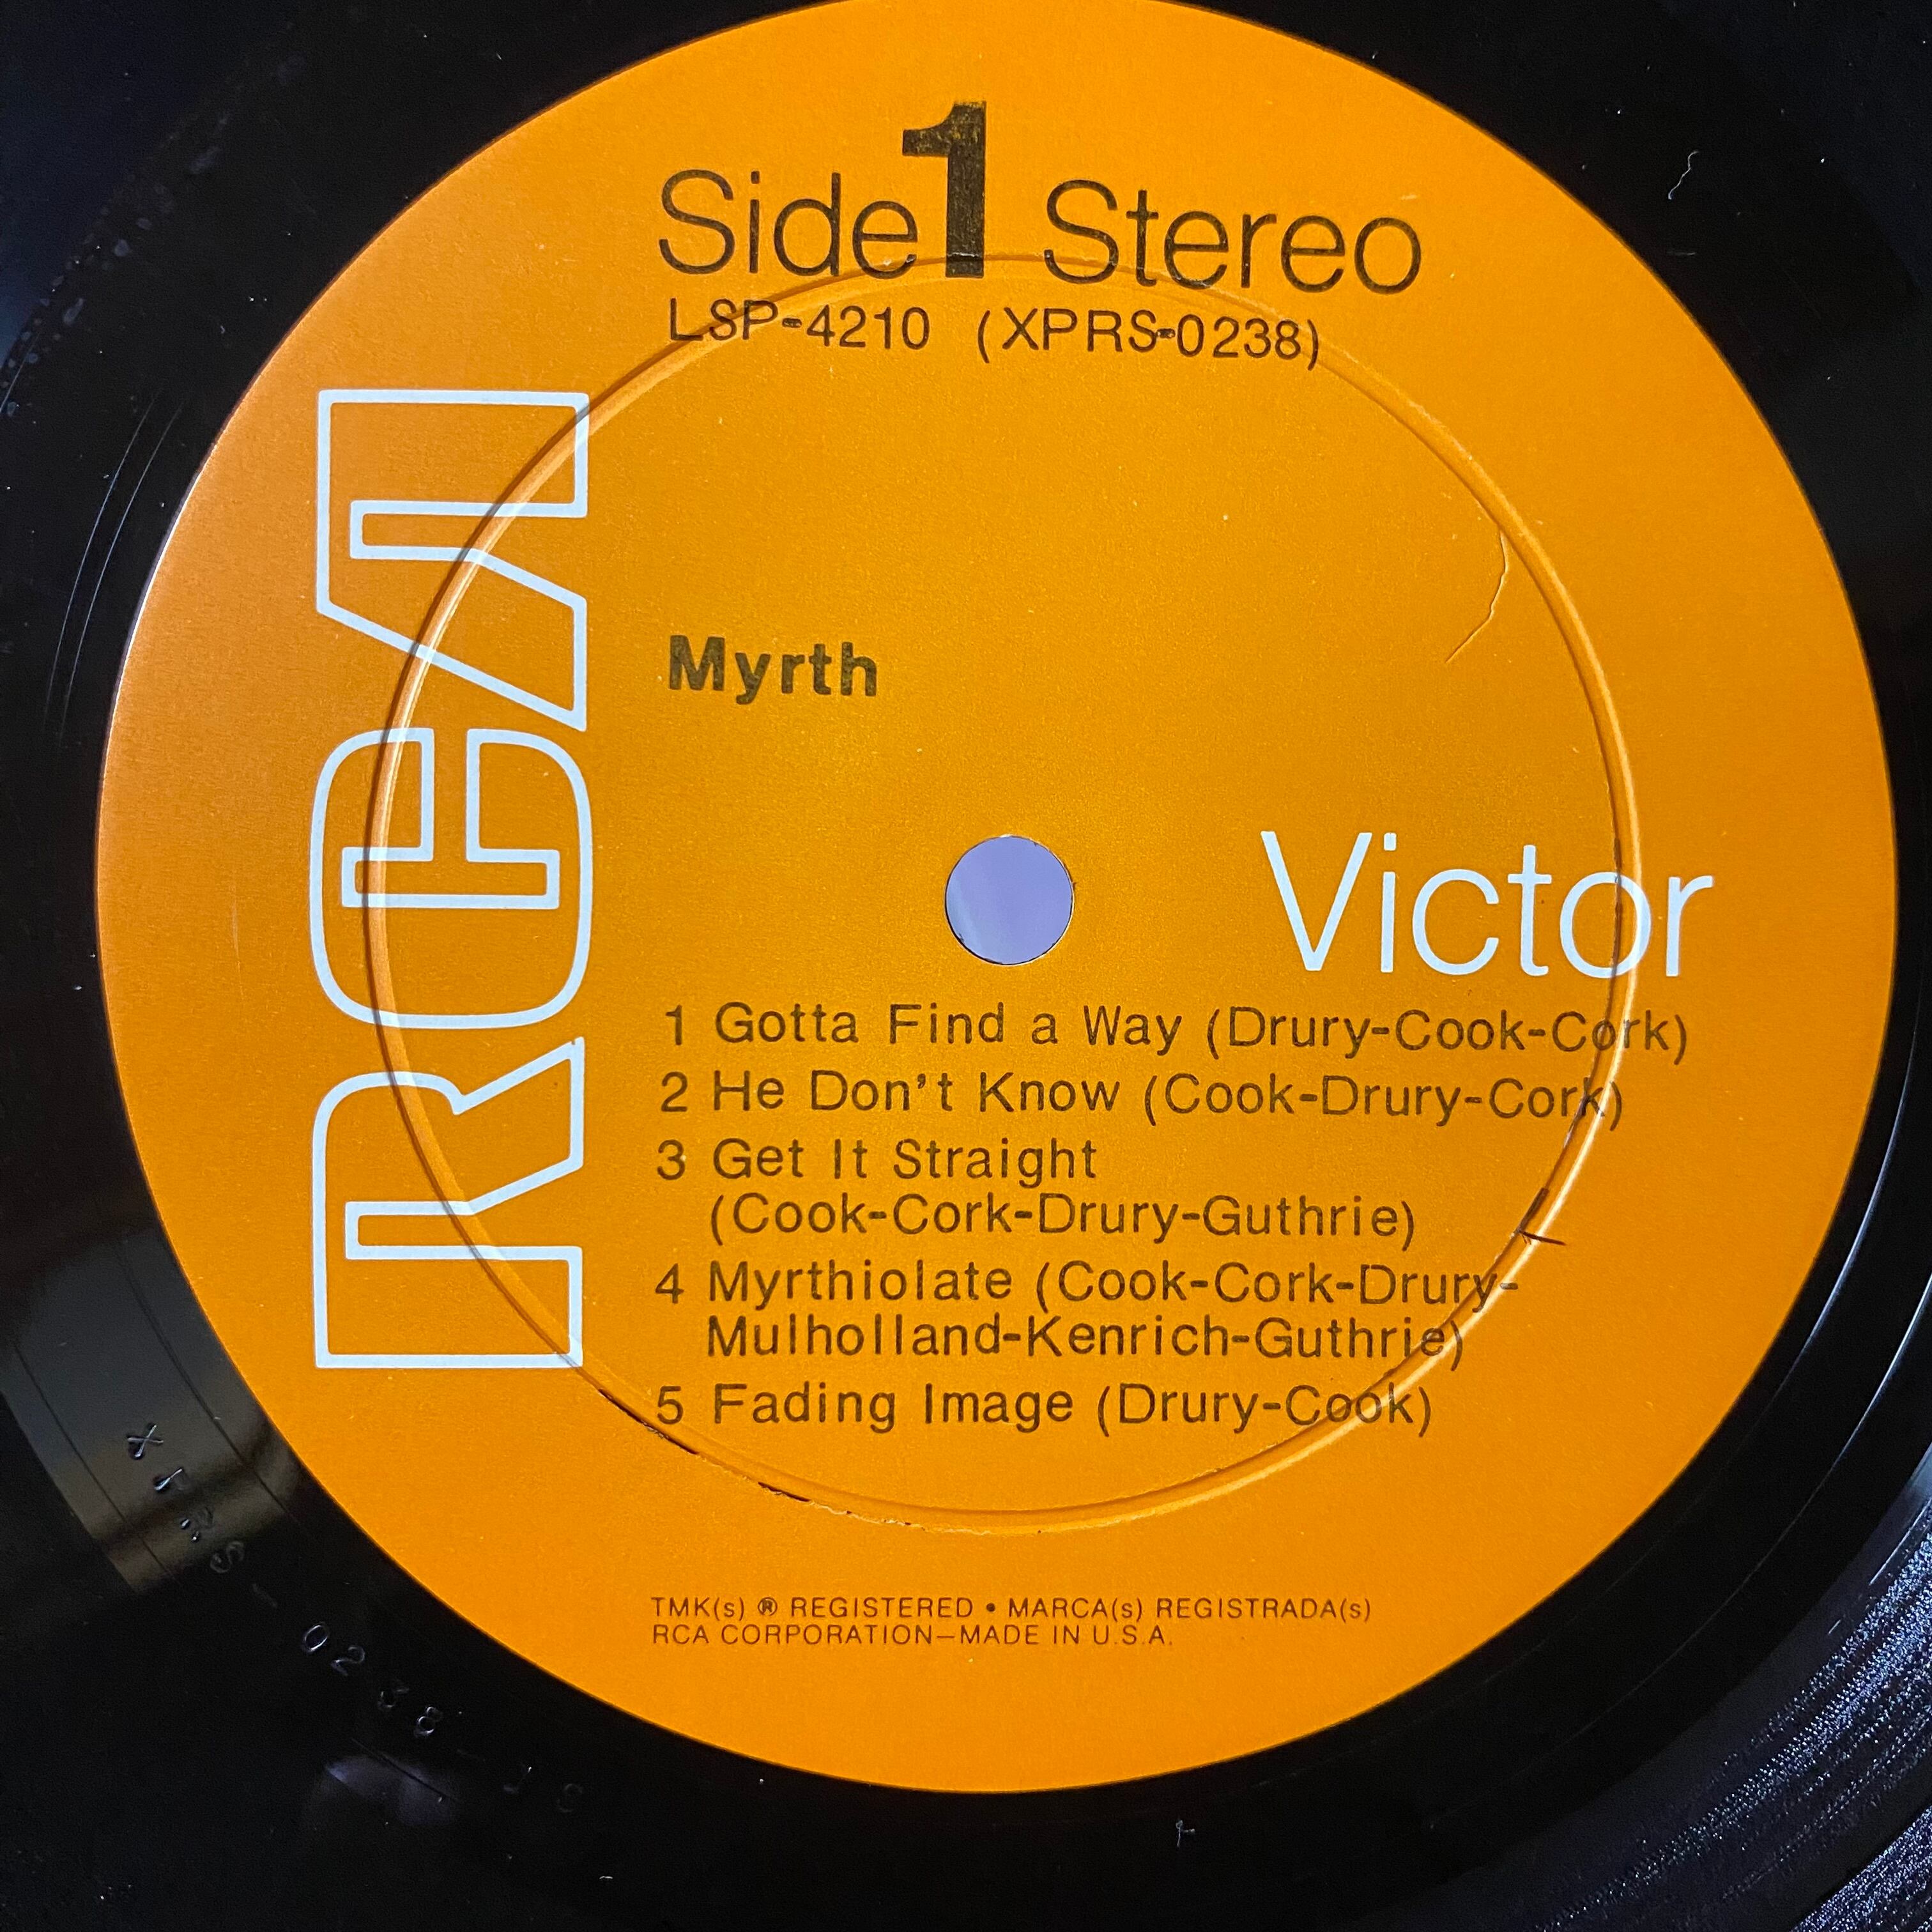 Side 1 Stereo
LSP-4210 (XPRS-0238)
RCA
Myrth
Victor
1 Gotta Find a Way (Drury-Cook-Cork)
2 He Don't Know (Cook-Drury-Cork)
3 Get It Straight
(Cook-Cork-Drury-Guthrie)
4 Myrthiolate (Cook-Cork-Drury-
Mulholland-Kenrich-Guthrie)
5 Fading Image (Drury-Cook)
TMK(s) ® REGISTERED • MARCA(s) REGISTRADA(s)
RCA CORPORATION—MADE IN U.S.A.
XPRS-0238